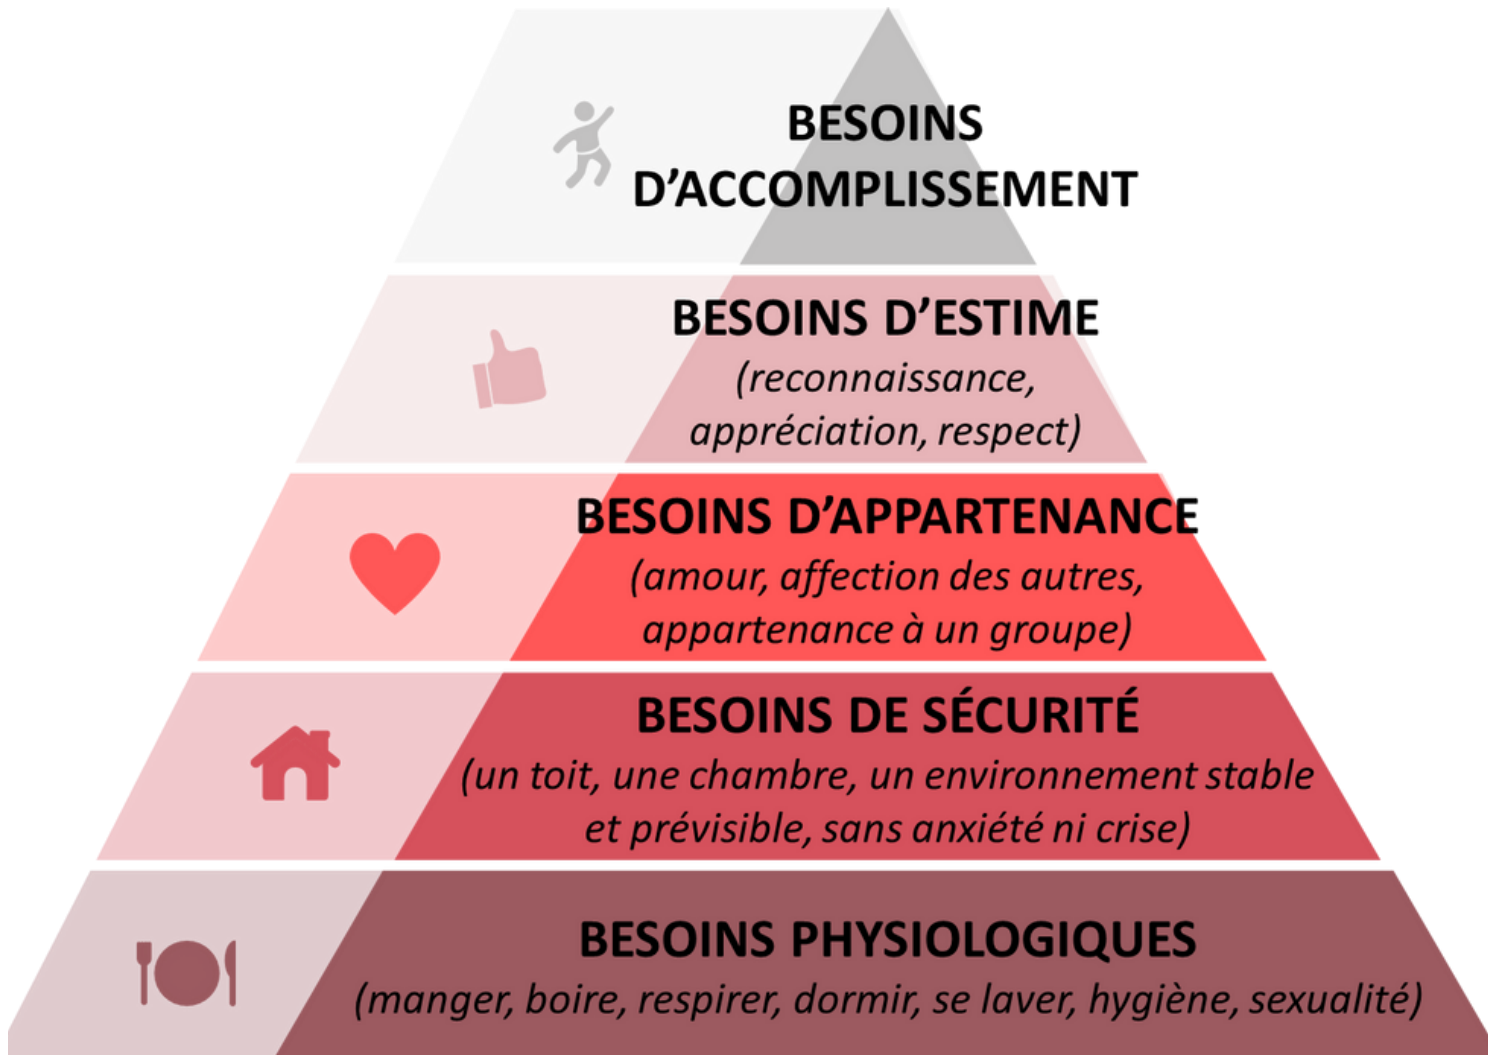 BESOINS
D’ACCOMPLISSEMENT
BESOINS D’ESTIME
(reconnaissance,
appréciation, respect)
BESOINS D’APPARTENANCE
(amour, affection des autres,
appartenance à un groupe)
BESOINS DE SÉCURITÉ
(un toit, une chambre, un environnement stable
et prévisible, sans anxiété ni crise)
BESOINS PHYSIOLOGIQUES
(manger, boire, respirer, dormir, se laver, hygiène, sexualité)